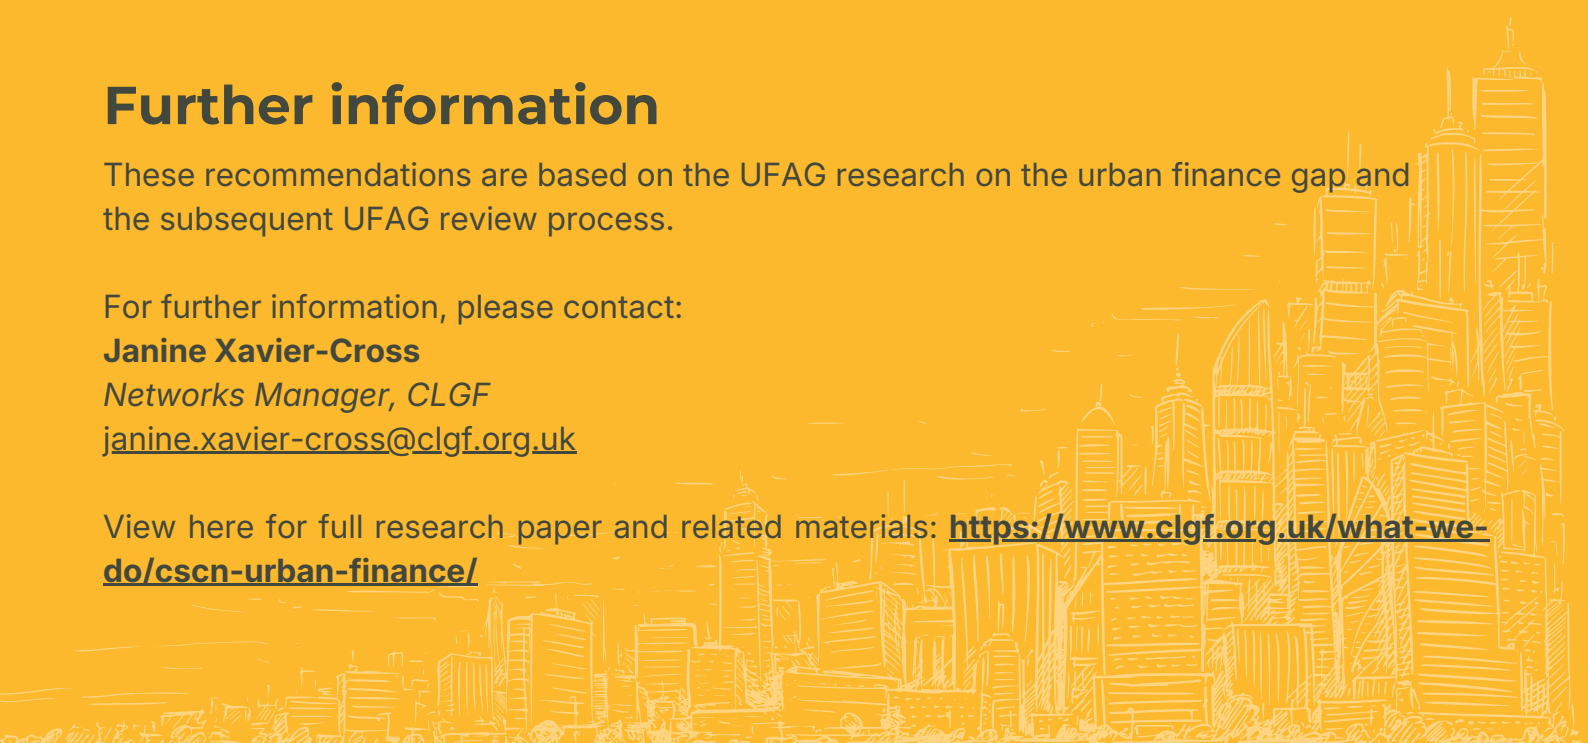 Further information
These recommendations are based on the UFAG research on the urban finance gap and
the subsequent UFAG review process.
For further information, please contact:
Janine Xavier-Cross
Networks Manager, CLGF
janine.xavier-cross@clgf.org.uk
View here for full research paper and related materials: https://www.clgf.org.uk/what-we-
do/cscn-urban-finance/